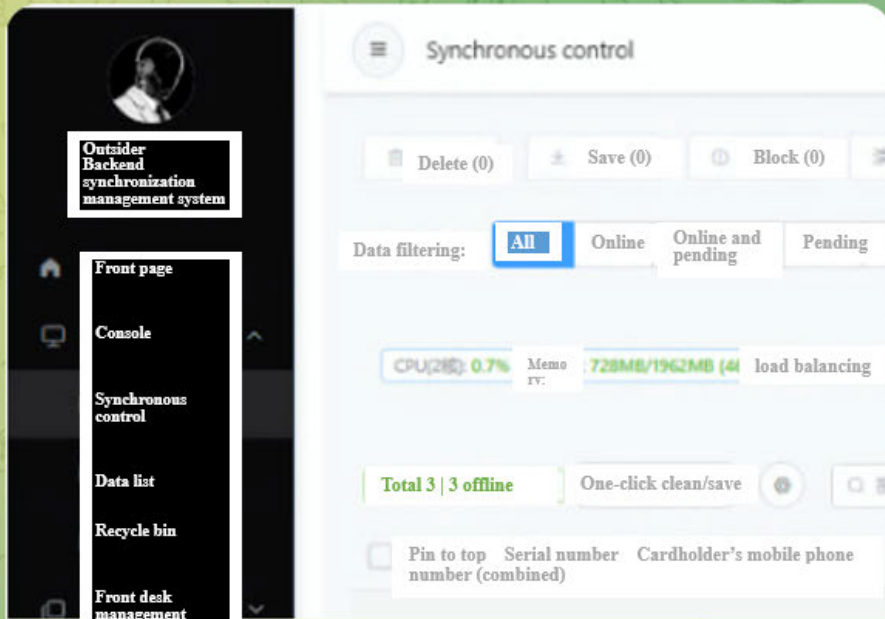 Synchronous control
Outsider
Backend
synchronization
management system
Delete (0)
Save (0)
Block (0)
Data filtering:
All
Online
Online and
pending
Pending
Front page
Console
CPU(2核): 0.7%
Memo
ry:
: 728MB/1962MB (46
load balancing
Synchronous
control
Data list
Total 3 | 3 offline
One-click clean/save
Recycle bin
Pin to top Serial number Cardholder's mobile phone
number (combined)
Front desk
management